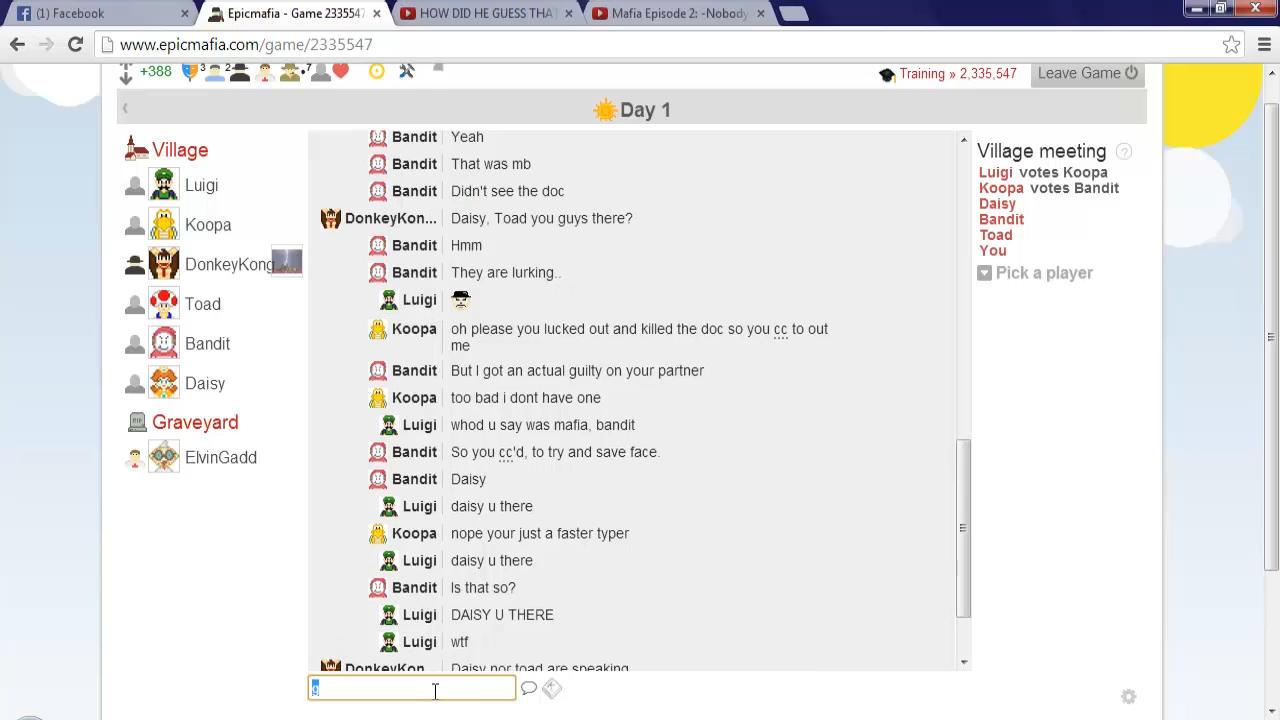 (1) Facebook
Epicmafia - Game 2335547
HOW DID HE GUESS THA
Mafia Episode 2: -Nobody
www.epicmafia.com/game/2335547
+388
3
2
7
Training » 2,335,547
Leave Game
Day 1
Village
Luigi
Koopa
DonkeyKong
Toad
Bandit
Daisy
Graveyard
ElvinGadd
Bandit Yeah
Bandit That was mb
Bandit Didn't see the doc
DonkeyKon... Daisy, Toad you guys there?
Bandit Hmm
Bandit They are lurking..
Luigi
Koopa oh please you lucked out and killed the doc so you cc to out
me
Bandit But I got an actual guilty on your partner
Koopa too bad i dont have one
Luigi whod u say was mafia, bandit
Bandit So you cc'd, to try and save face.
Bandit Daisy
Luigi daisy u there
Koopa nope your just a faster typer
Luigi daisy u there
Bandit Is that so?
Luigi DAISY U THERE
Luigi wtf
DonkeyKon... Daisy nor toad are speaking
g
Village meeting ?
Luigi votes Koopa
Koopa votes Bandit
Daisy
Bandit
Toad
You
Pick a player